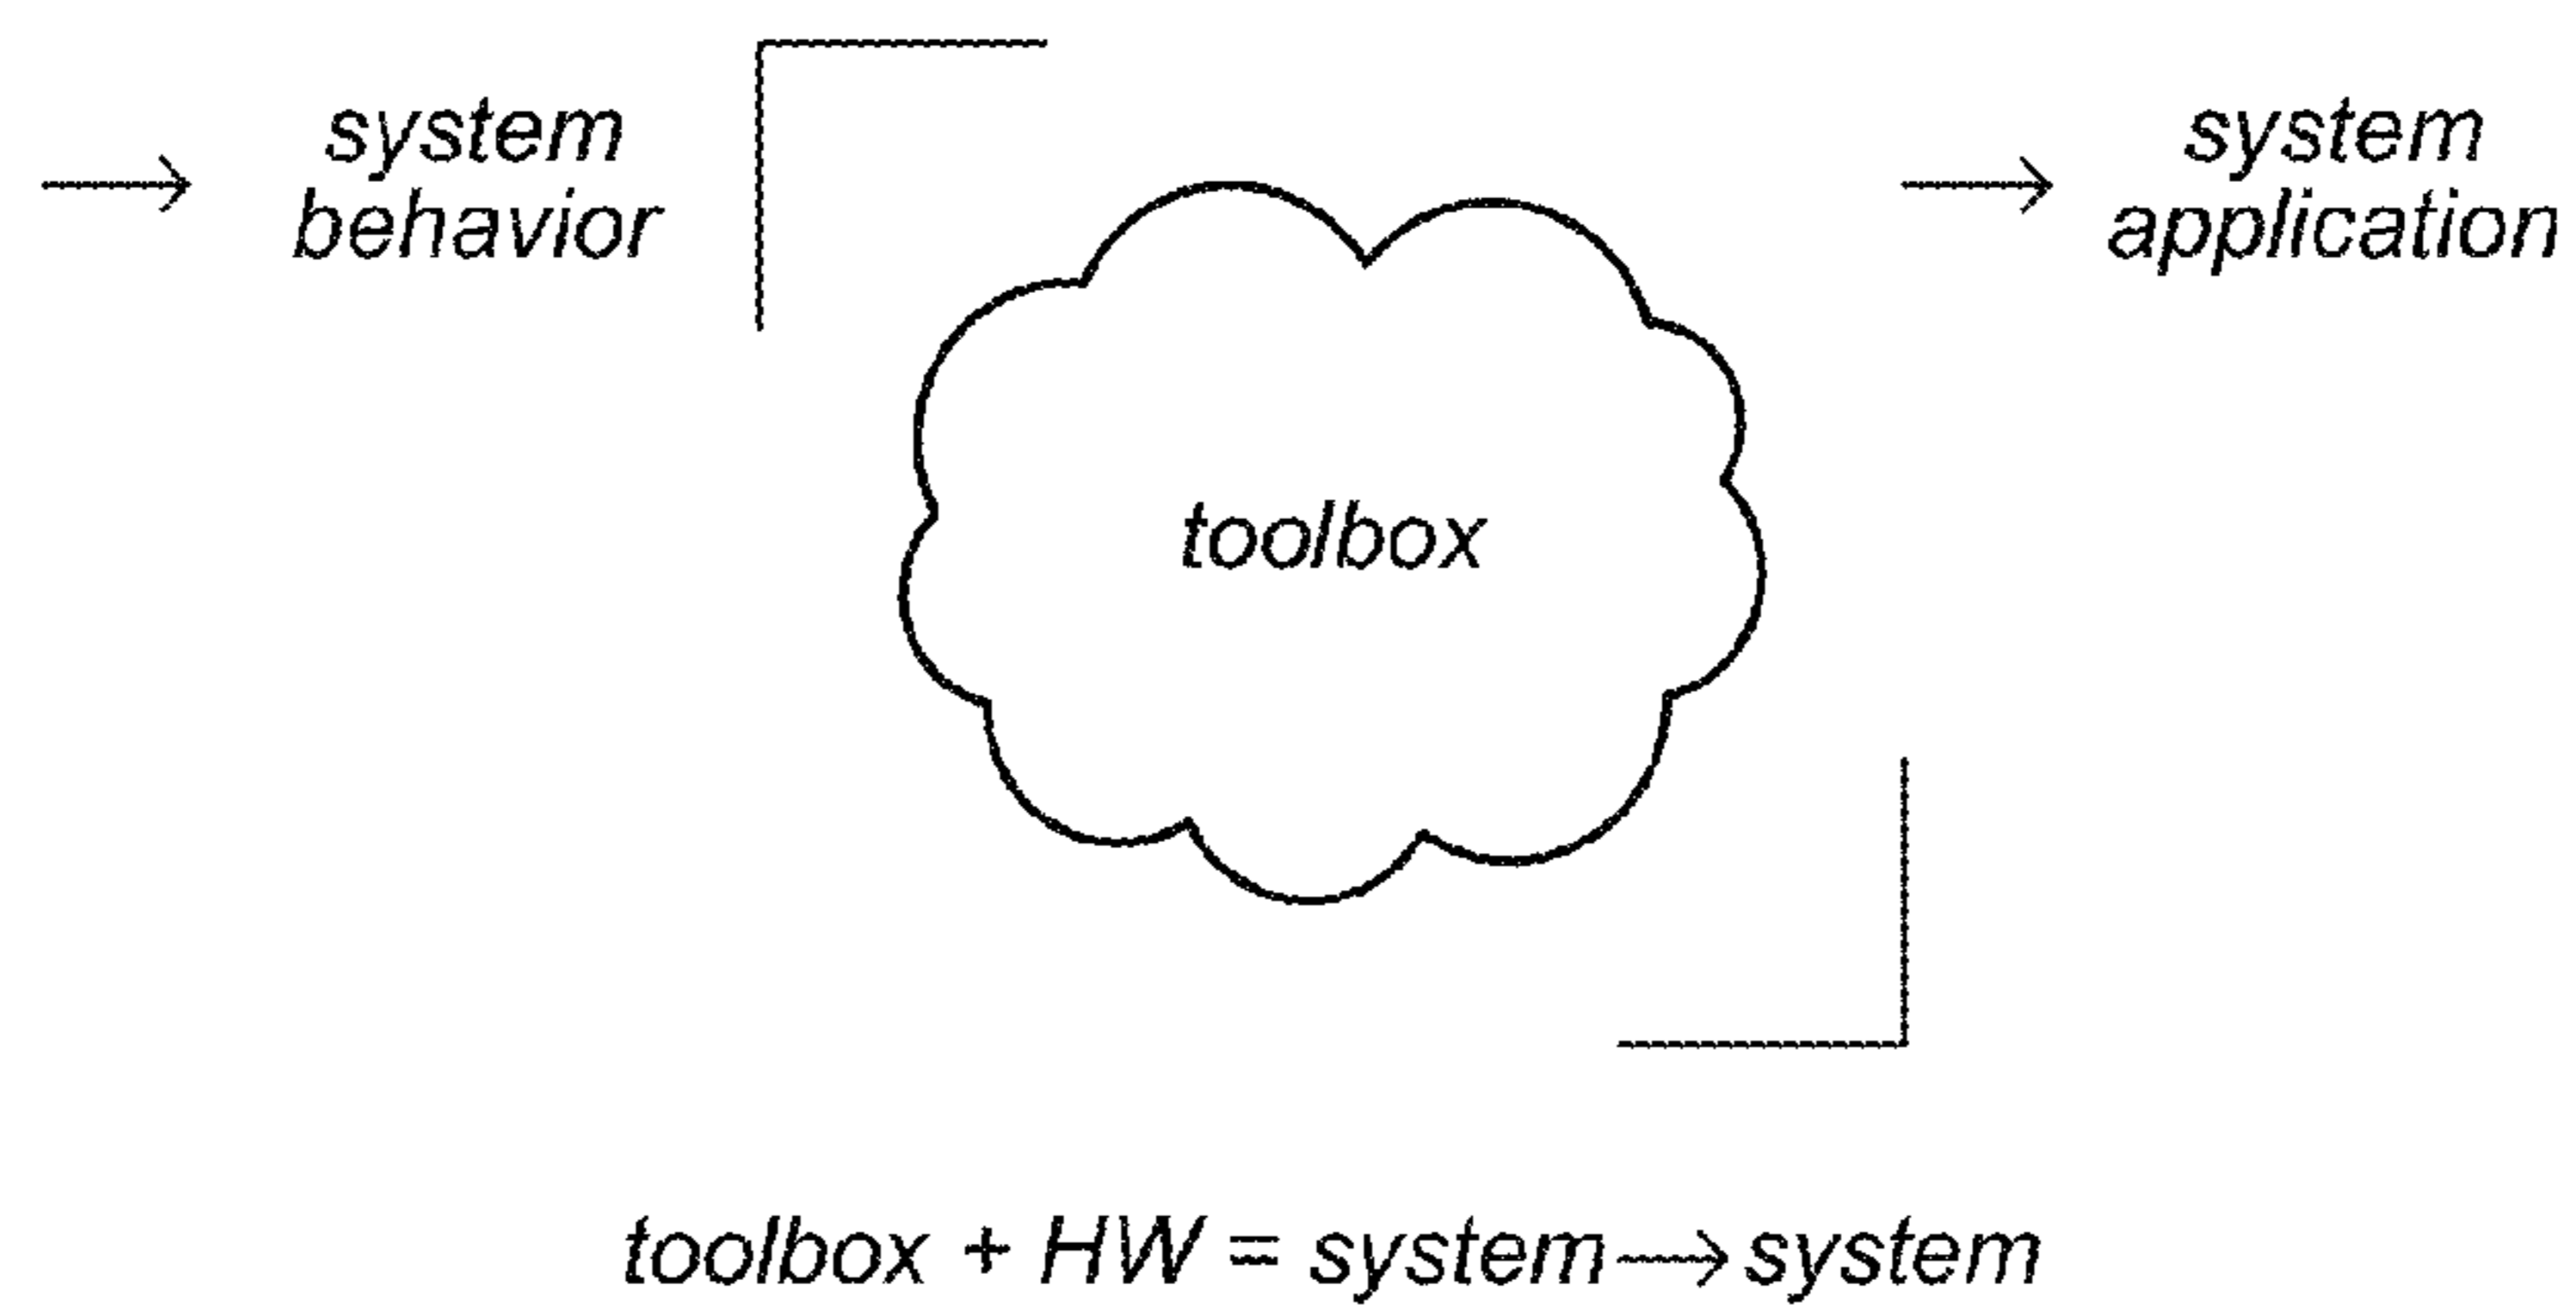 → system
behavior
toolbox
→ system
application
toolbox + HW = system → system